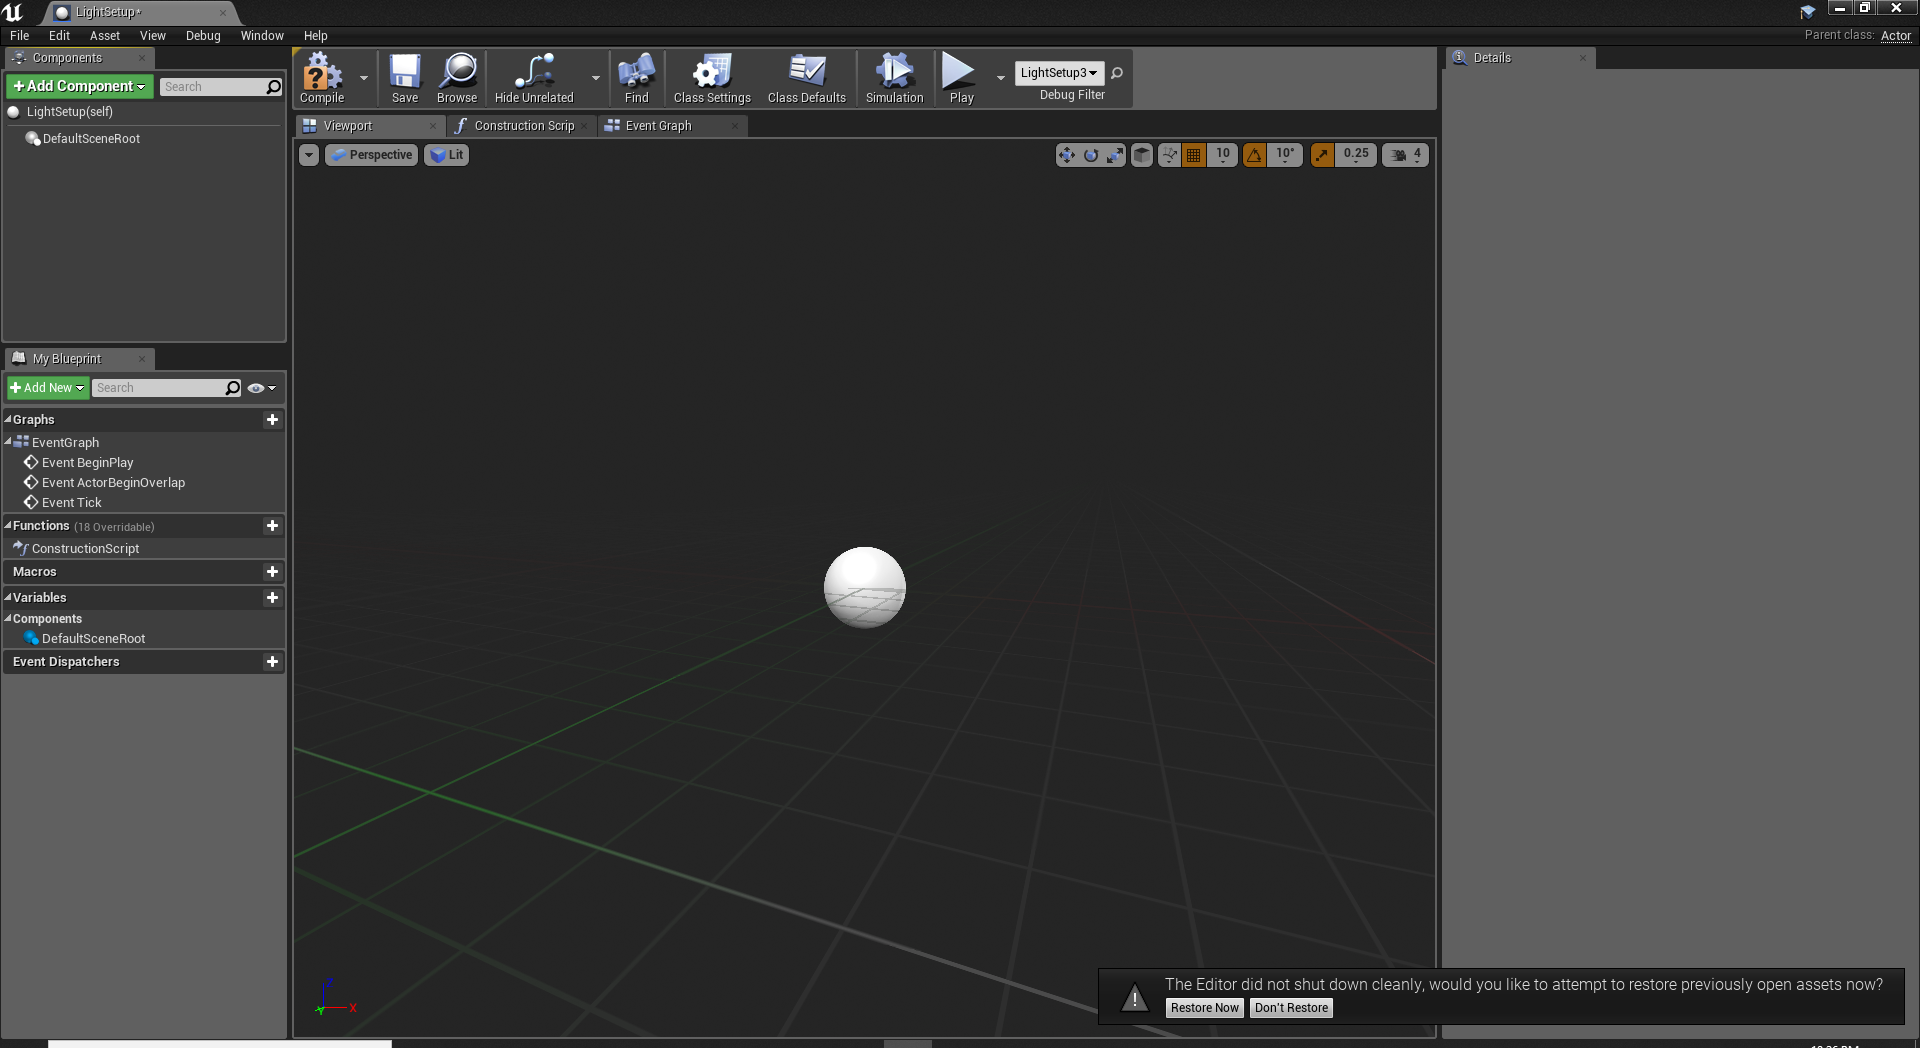 LightSetup*
File Edit Asset View Debug Window Help
Parent class: Actor
Components
Add Component
Search
LightSetup(self)
DefaultSceneRoot
Compile
Save
Browse
Hide Unrelated
Find
Class Settings
Class Defaults
Simulation
Play
LightSetup3
Debug Filter
Details
Viewport
Construction Scrip
Event Graph
Perspective
Lit
10
10°
0.25
4
My Blueprint
Add New
Search
Graphs
EventGraph
Event BeginPlay
Event ActorBeginOverlap
Event Tick
Functions (18 Overridable)
ConstructionScript
Macros
Variables
Components
DefaultSceneRoot
Event Dispatchers
Z
Y
X
The Editor did not shut down cleanly, would you like to attempt to restore previously open assets now?
Restore Now
Don't Restore